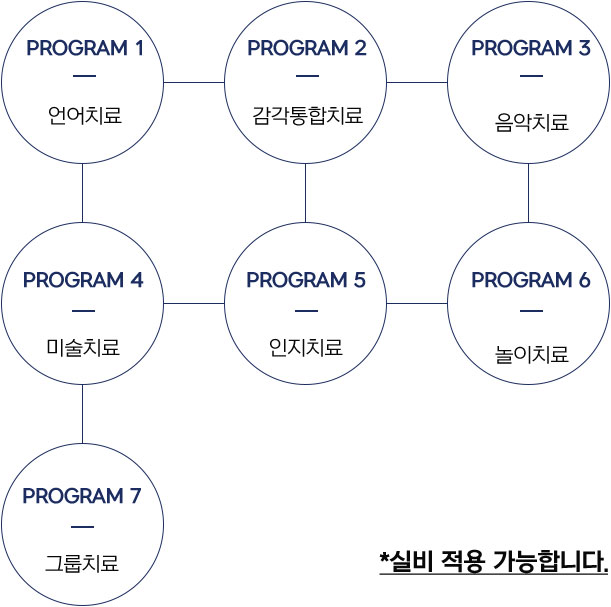 PROGRAM 1
언어치료
PROGRAM 2
감각통합치료
PROGRAM 3
음악치료
PROGRAM 4
미술치료
PROGRAM 5
인지치료
PROGRAM 6
놀이치료
PROGRAM 7
그룹치료
*실비 적용 가능합니다.